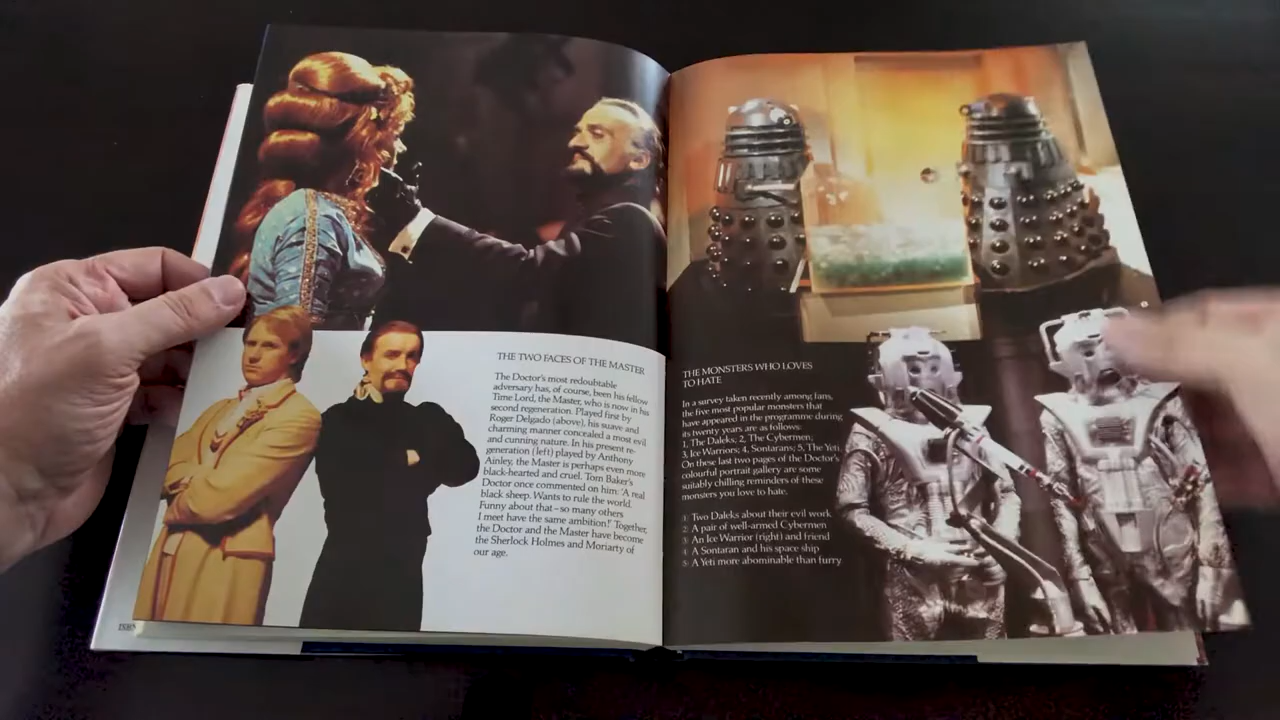 THE TWO FACES OF THE MASTER
The Doctor's most redoubtable
adversary has, of course, been his fellow
Time Lord, the Master, who is now in his
second regeneration. Played first by
Roger Delgado (above), his suave and
charming manner concealed a most evil
and cunning nature. In his present re-
generation (left) played by Anthony
Ainley, the Master is perhaps even more
black-hearted and cruel. Tom Baker's
Doctor once commented on him: 'A real
black sheep. Wants to rule the world.
Funny about that – so many others
I meet have the same ambition!' Together,
the Doctor and the Master have become
the Sherlock Holmes and Moriarty of
our age.
THE MONSTERS WHO LOVES
TO HATE
In a survey taken recently among fans,
the five most popular monsters that
have appeared in the programme during
its twenty years are as follows:
1, The Daleks; 2, The Cybermen;
3, Ice Warriors; 4, Sontarans; 5, The Yeti.
On these last two pages of the Doctor's
colourful portrait gallery are some
suitably chilling reminders of these
monsters you love to hate.
1 Two Daleks about their evil work
2 A pair of well-armed Cybermen
3 An Ice Warrior (right) and friend
4 A Sontaran and his space ship
5 A Yeti more abominable than furry